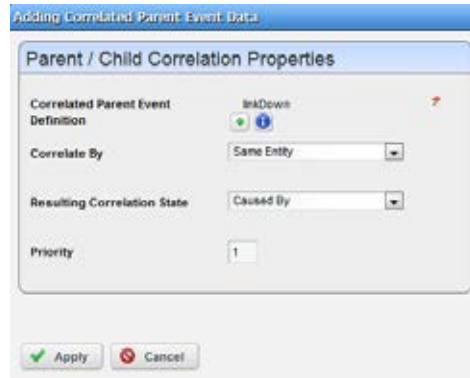 Adding Correlated Parent Event Data
Parent / Child Correlation Properties
Correlated Parent Event Definition
linkDown
?
Correlate By
Same Entity
Resulting Correlation State
Caused By
Priority
1
Apply
Cancel